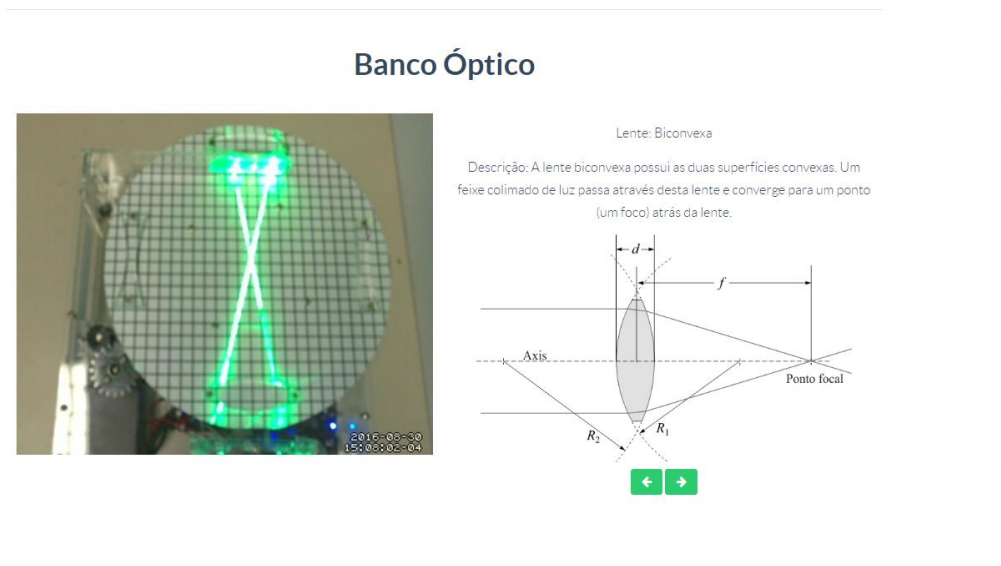 Banco Óptico
Lente: Biconvexa
Descrição: A lente biconvexa possui as duas superfícies convexas. Um
feixe colimado de luz passa através desta lente e converge para um ponto
(um foco) atrás da lente.
d
f
Axis
Ponto focal
R₂
R₁
2016-08-30
15:08:02-04